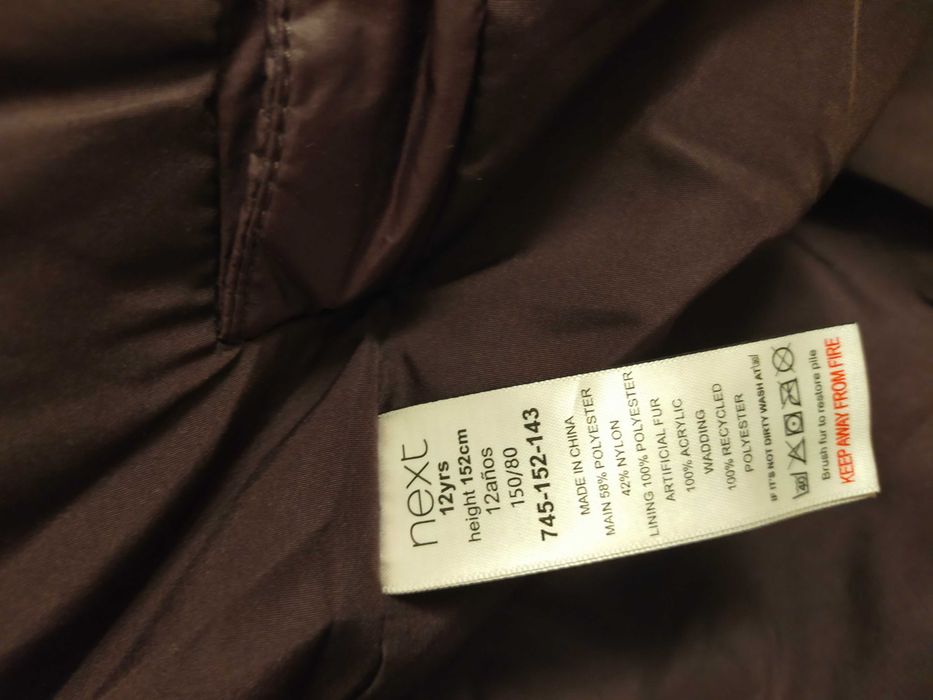 next
12yrs
height 152cm
12años
150/80
745-152-143
MADE IN CHINA
MAIN 58% POLYESTER
42% NYLON
LINING 100% POLYESTER
ARTIFICIAL FUR
100% ACRYLIC
WADDING
100% RECYCLED
POLYESTER
IF IT'S NOT DIRTY WASH AT
40
Brush fur to restore pile
KEEP AWAY FROM FIRE